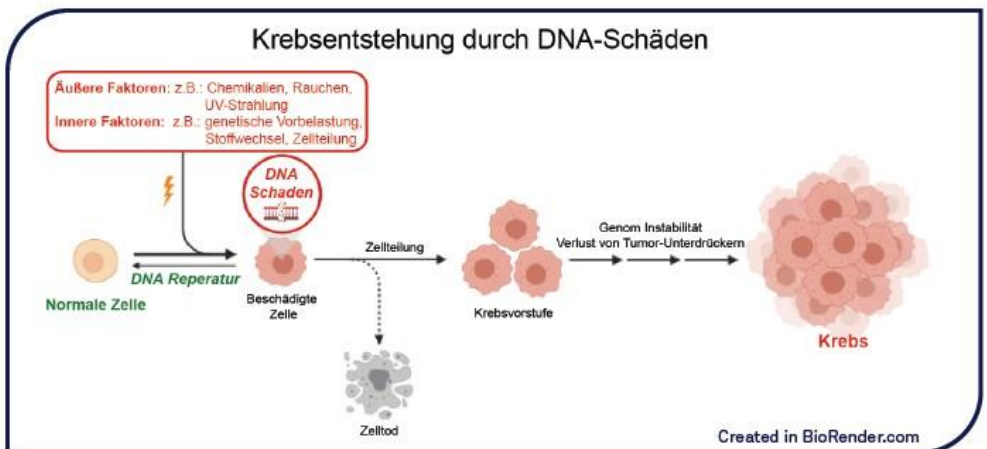 Krebsentstehung durch DNA-Schäden
Äußere Faktoren: z.B.: Chemikalien, Rauchen,
UV-Strahlung
Innere Faktoren: z.B.: genetische Vorbelastung,
Stoffwechsel, Zellteilung
DNA
Schaden
DNA Reperatur
Normale Zelle
Beschädigte
Zelle
Zellteilung
Zelltod
Krebsvorstufe
Genom Instabilität
Verlust von Tumor-Unterdrückern
Krebs
Created in BioRender.com